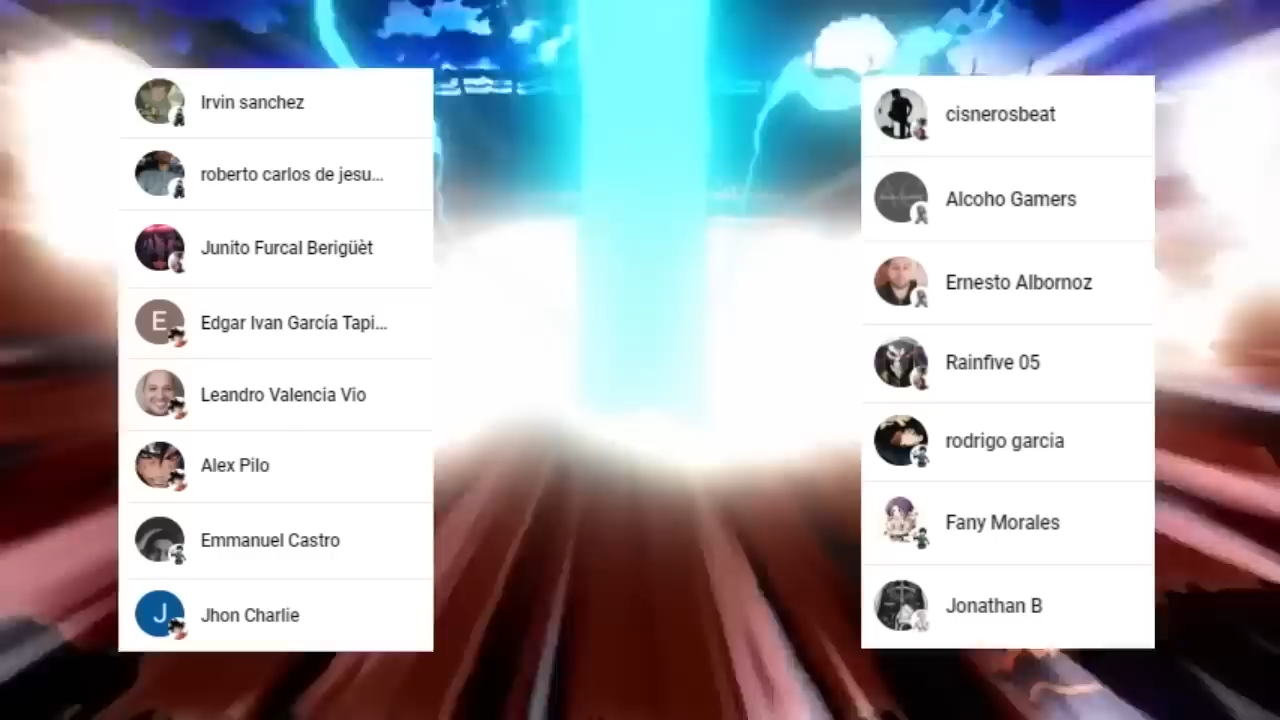 Irvin sanchez
roberto carlos de jesu...
Junito Furcal Berigüèt
E
Edgar Ivan García Tapi...
Leandro Valencia Vio
Alex Pilo
Emmanuel Castro
J
Jhon Charlie
cisnerosbeat
Alcoho Gamers
Ernesto Albornoz
Rainfive 05
rodrigo garcia
Fany Morales
Jonathan B